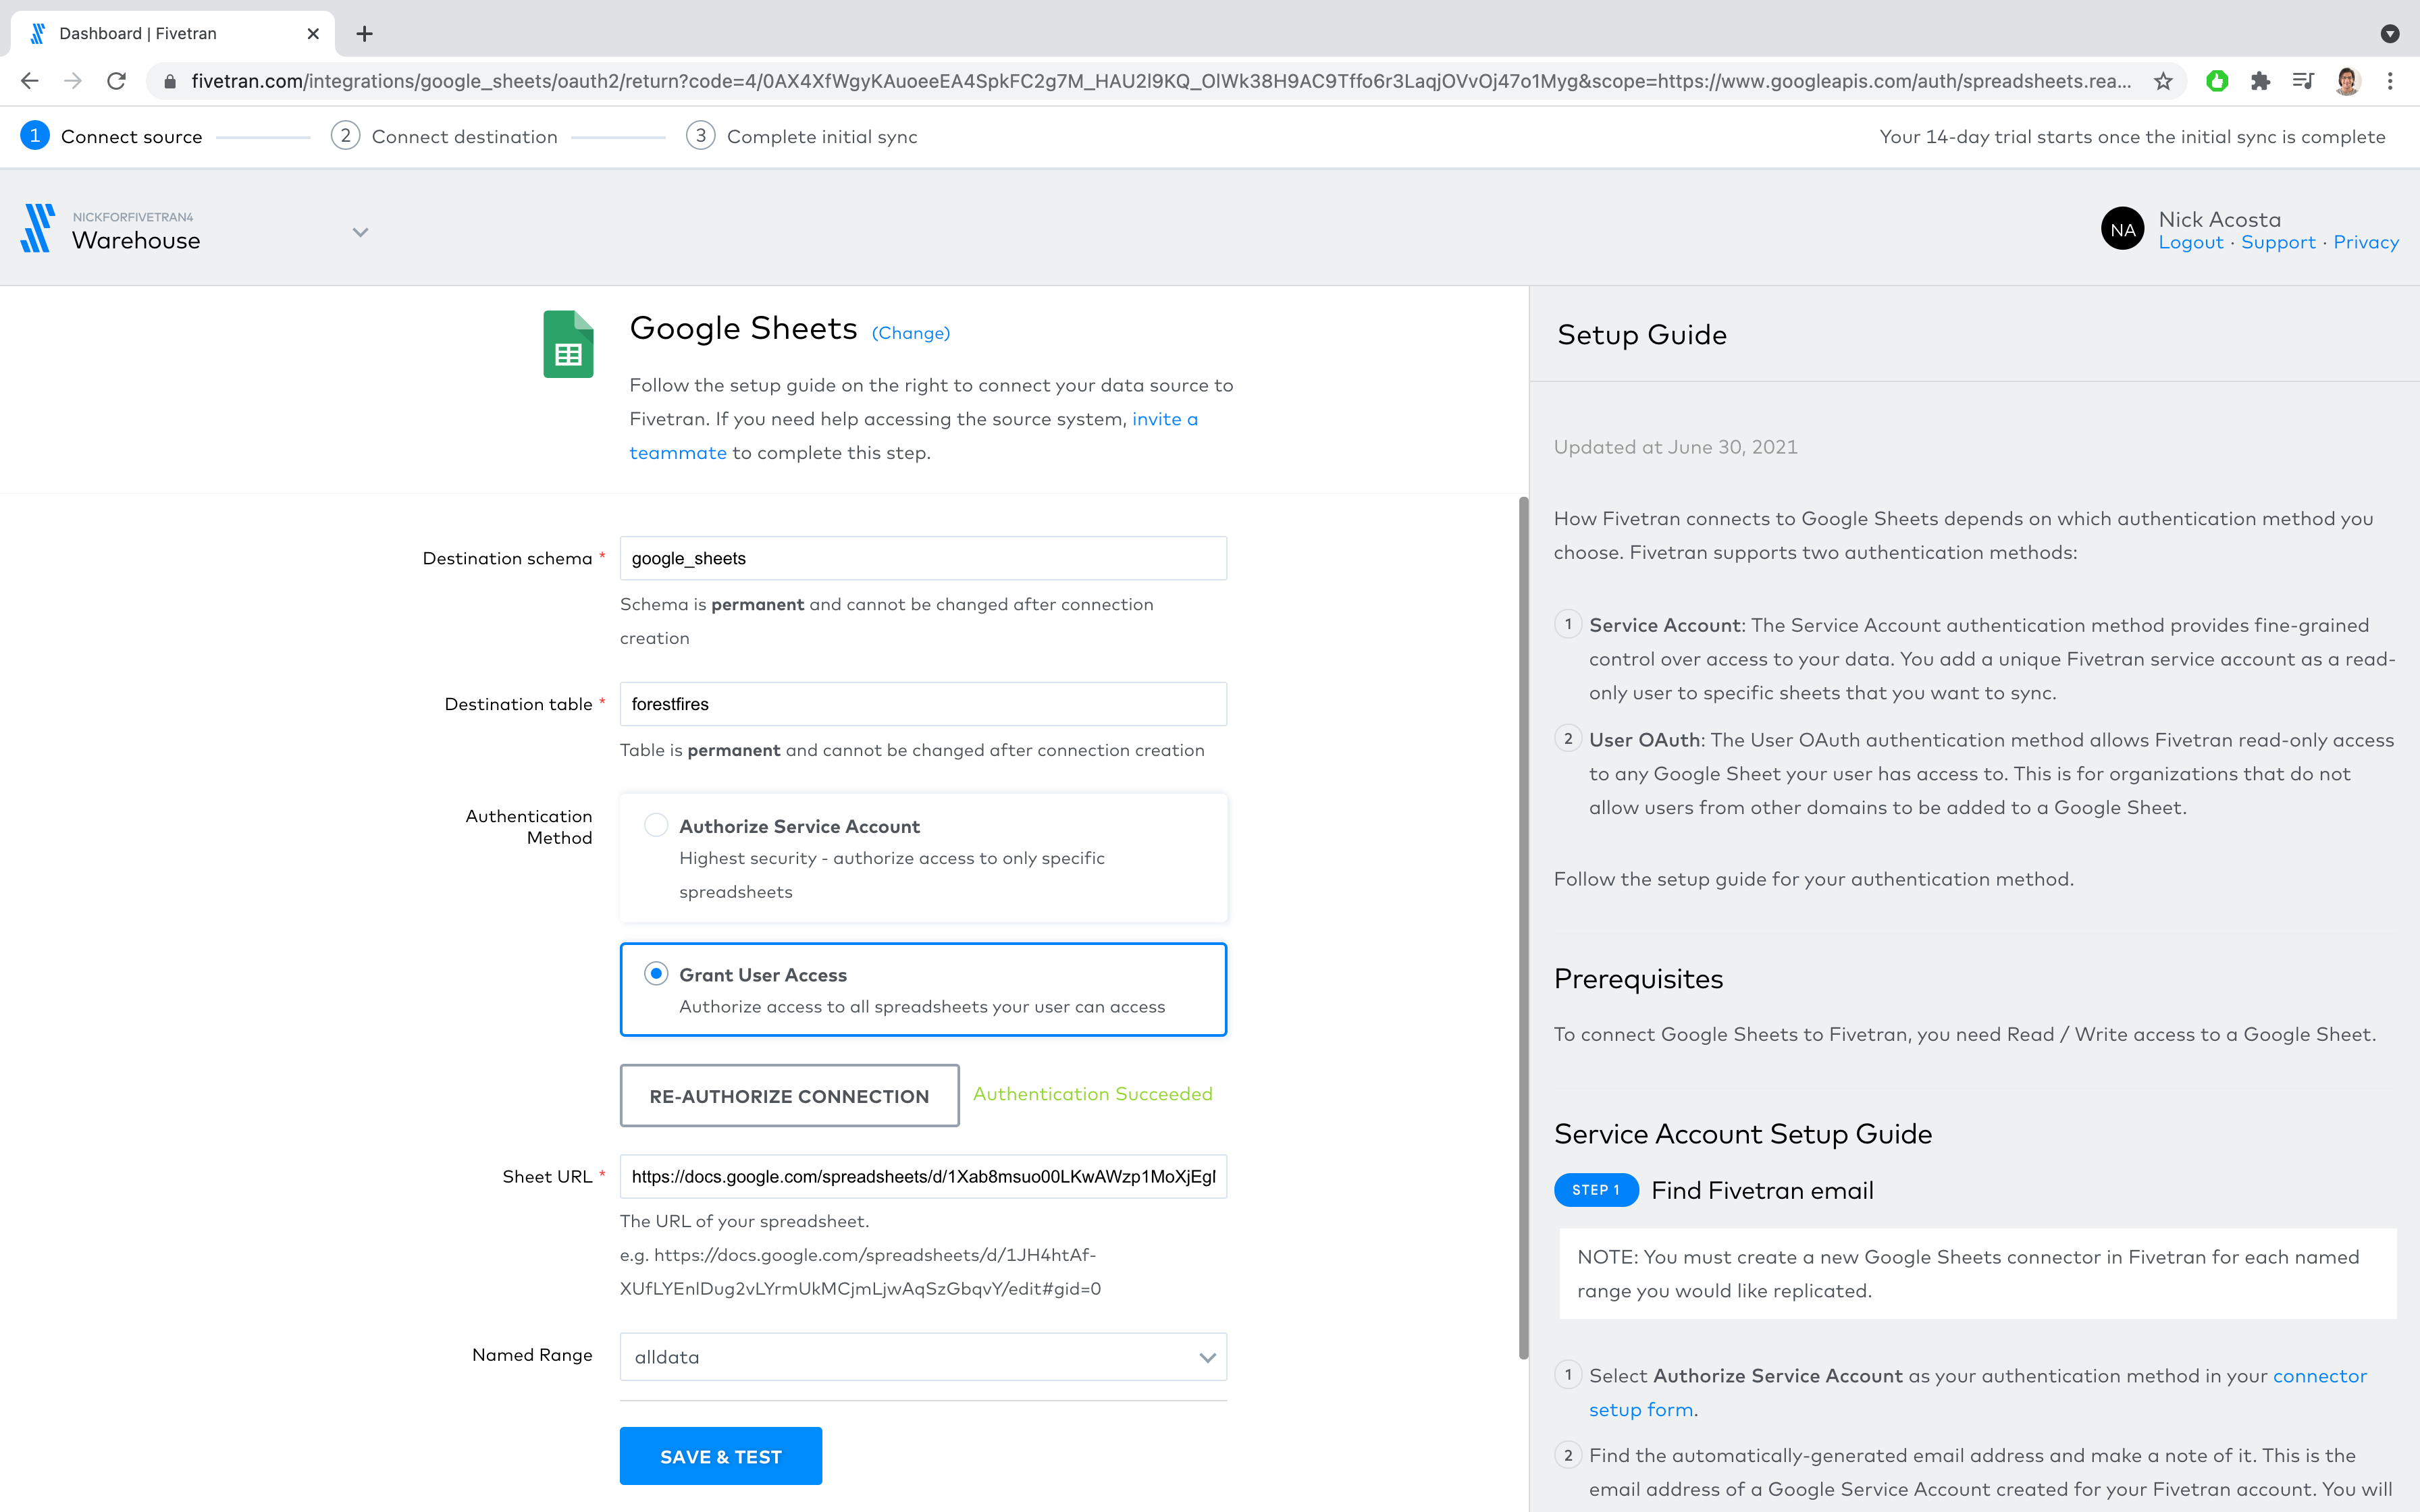 Dashboard | Fivetran
fivetran.com/integrations/google_sheets/oauth2/return?code=4/0AX4XfWgyKAuoeeEA4SpkFC2g7M_HAU2l9KQ_OlWk38H9AC9Tffo6r3LaqjOVvOj47o1Myg&scope=https://www.googleapis.com/auth/spreadsheets.rea...
1 Connect source 2 Connect destination 3 Complete initial sync Your 14-day trial starts once the initial sync is complete
NICKFORFIVETRAN4
Warehouse
NA
Nick Acosta
Logout · Support · Privacy
Google Sheets (Change)
Follow the setup guide on the right to connect your data source to
Fivetran. If you need help accessing the source system, invite a
teammate to complete this step.
Destination schema * google_sheets
Schema is permanent and cannot be changed after connection
creation
Destination table * forestfires
Table is permanent and cannot be changed after connection creation
Authentication
Method
Authorize Service Account
Highest security - authorize access to only specific
spreadsheets
Grant User Access
Authorize access to all spreadsheets your user can access
RE-AUTHORIZE CONNECTION Authentication Succeeded
Sheet URL * https://docs.google.com/spreadsheets/d/1Xab8msuo00LKwAWzp1MoXjEgl
The URL of your spreadsheet.
e.g. https://docs.google.com/spreadsheets/d/1JH4htAf-
XUfLYEnlDug2vLYrmUkMCjmLjwAqSzGbqvY/edit#gid=0
Named Range alldata
SAVE & TEST
Setup Guide
Updated at June 30, 2021
How Fivetran connects to Google Sheets depends on which authentication method you
choose. Fivetran supports two authentication methods:
1 Service Account: The Service Account authentication method provides fine-grained
control over access to your data. You add a unique Fivetran service account as a read-
only user to specific sheets that you want to sync.
2 User OAuth: The User OAuth authentication method allows Fivetran read-only access
to any Google Sheet your user has access to. This is for organizations that do not
allow users from other domains to be added to a Google Sheet.
Follow the setup guide for your authentication method.
Prerequisites
To connect Google Sheets to Fivetran, you need Read / Write access to a Google Sheet.
Service Account Setup Guide
STEP 1 Find Fivetran email
NOTE: You must create a new Google Sheets connector in Fivetran for each named
range you would like replicated.
1 Select Authorize Service Account as your authentication method in your connector
setup form.
2 Find the automatically-generated email address and make a note of it. This is the
email address of a Google Service Account created for your Fivetran account. You will